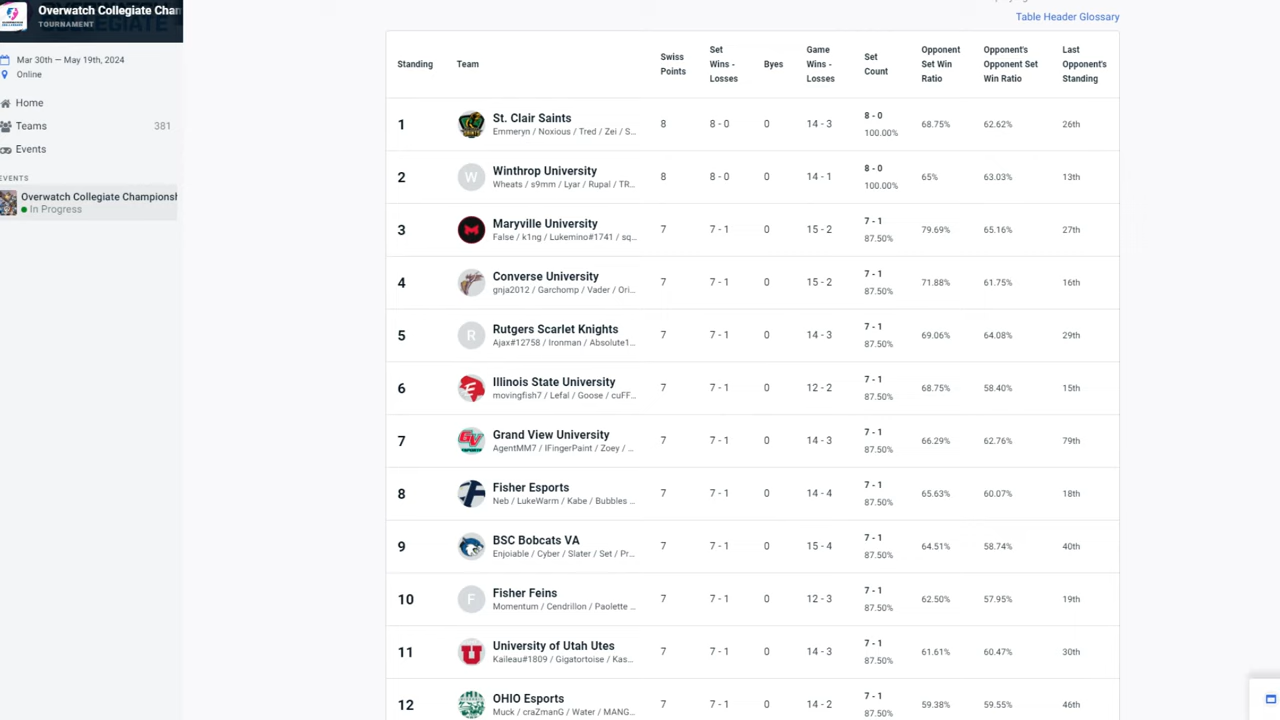 Overwatch Collegiate Chan
TOURNAMENT
Mar 30th — May 19th, 2024
Online
Home
Teams 381
Events
EVENTS
Overwatch Collegiate Championsh
In Progress
Table Header Glossary
Standing Team Swiss Points Set Wins - Losses Byes Game Wins - Losses Set Count Opponent Set Win Ratio Opponent's Opponent Set Win Ratio Last Opponent's Standing
1 St. Clair Saints 8 8 - 0 0 14 - 3 8 - 0 68.75% 62.62% 26th
Emmeryn / Noxious / Tred / Zei / S... 100.00%
2 W Winthrop University 8 8 - 0 0 14 - 1 8 - 0 65% 63.03% 13th
Wheats / s9mm / Lyar / Rupal / TR... 100.00%
3 Maryville University 7 7 - 1 0 15 - 2 7 - 1 79.69% 65.16% 27th
False / k1ng / Lukemino#1741 / sq... 87.50%
4 Converse University 7 7 - 1 0 15 - 2 7 - 1 71.88% 61.75% 16th
gnja2012 / Garchomp / Vader / Ori... 87.50%
5 R Rutgers Scarlet Knights 7 7 - 1 0 14 - 3 7 - 1 69.06% 64.08% 29th
Ajax#12758 / Ironman / Absolute1... 87.50%
6 Illinois State University 7 7 - 1 0 12 - 2 7 - 1 68.75% 58.40% 15th
movingfish7 / Lefal / Goose / cuFF... 87.50%
7 GV Grand View University 7 7 - 1 0 14 - 3 7 - 1 66.29% 62.76% 79th
AgentMM7 / IFingerPaint / Zoey / ... 87.50%
8 Fisher Esports 7 7 - 1 0 14 - 4 7 - 1 65.63% 60.07% 18th
Neb / LukeWarm / Kabe / Bubbles ... 87.50%
9 BSC Bobcats VA 7 7 - 1 0 15 - 4 7 - 1 64.51% 58.74% 40th
Enjoiable / Cyber / Slater / Set / Pr... 87.50%
10 F Fisher Feins 7 7 - 1 0 12 - 3 7 - 1 62.50% 57.95% 19th
Momentum / Cendrillon / Paolette ... 87.50%
11 U University of Utah Utes 7 7 - 1 0 14 - 3 7 - 1 61.61% 60.47% 30th
Kaileau#1809 / Gigatortoise / Kas... 87.50%
12 OHIO Esports 7 7 - 1 0 14 - 2 7 - 1 59.38% 59.55% 46th
Muck / craZmanG / Water / MANG... 87.50%